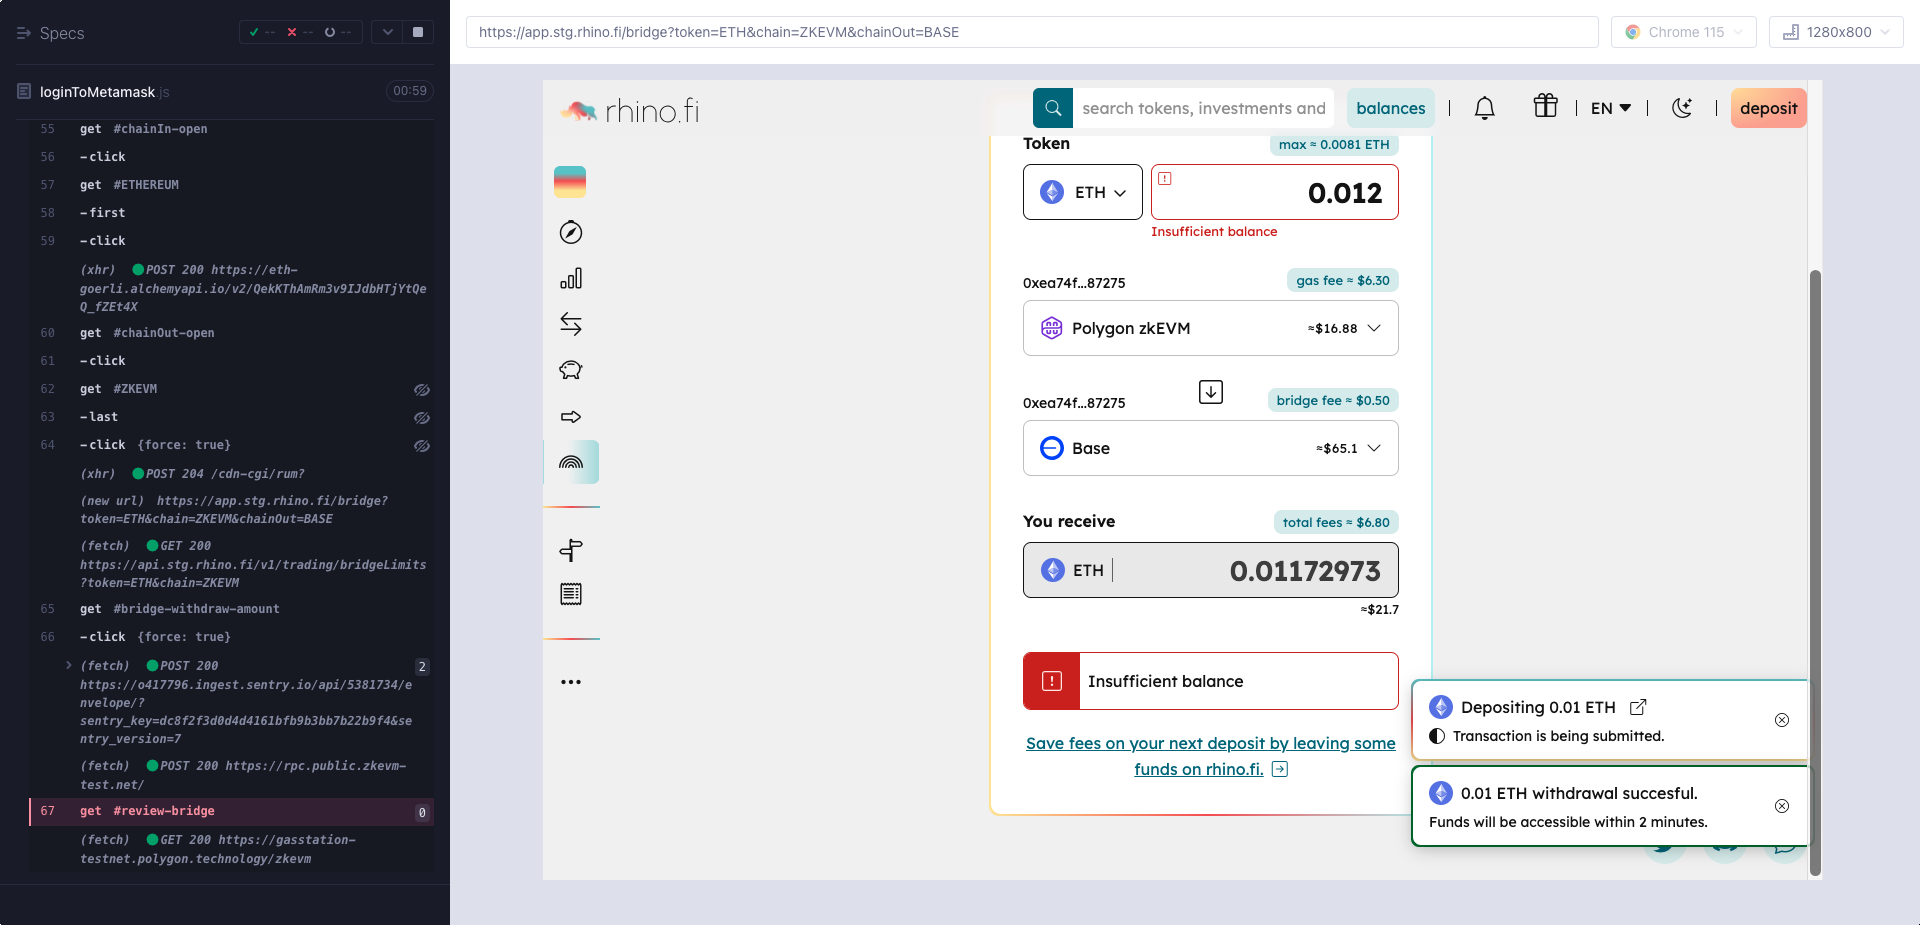 Specs
-- -- --
loginToMetamask.js
00:59
55 get #chainIn-open
56 -click
57 get #ETHEREUM
58 -first
59 -click
(xhr) POST 200 https://eth-
goerli.alchemyapi.io/v2/QekKThAmRm3v9IJdbHTjYtQe
Q_fZEt4X
60 get #chainOut-open
61 -click
62 get #ZKEVM
63 -last
64 -click {force: true}
(xhr) POST 204 /cdn-cgi/rum?
(new url) https://app.stg.rhino.fi/bridge?
token=ETH&chain=ZKEVM&chainOut=BASE
(fetch) GET 200
https://api.stg.rhino.fi/v1/trading/bridgeLimits
?token=ETH&chain=ZKEVM
65 get #bridge-withdraw-amount
66 -click {force: true}
(fetch) POST 200 2
https://o417796.ingest.sentry.io/api/5381734/e
nvelope/?
sentry_key=dc8f2f3d0d4d4161bfb9b3bb7b22b9f4&se
ntry_version=7
(fetch) POST 200 https://rpc.public.zkevm-
test.net/
67 get #review-bridge 0
(fetch) GET 200 https://gasstation-
testnet.polygon.technology/zkevm
https://app.stg.rhino.fi/bridge?token=ETH&chain=ZKEVM&chainOut=BASE
Chrome 115
1280x800
rhino.fi
search tokens, investments and
balances
EN
deposit
Token
max ≈ 0.0081 ETH
ETH
0.012
Insufficient balance
0xea74f...87275
gas fee ≈ $6.30
Polygon zkEVM
≈$16.88
0xea74f...87275
bridge fee ≈ $0.50
Base
≈$65.1
You receive
total fees ≈ $6.80
ETH
0.01172973
≈$21.7
Insufficient balance
Save fees on your next deposit by leaving some
funds on rhino.fi.
Depositing 0.01 ETH
Transaction is being submitted.
0.01 ETH withdrawal succesful.
Funds will be accessible within 2 minutes.